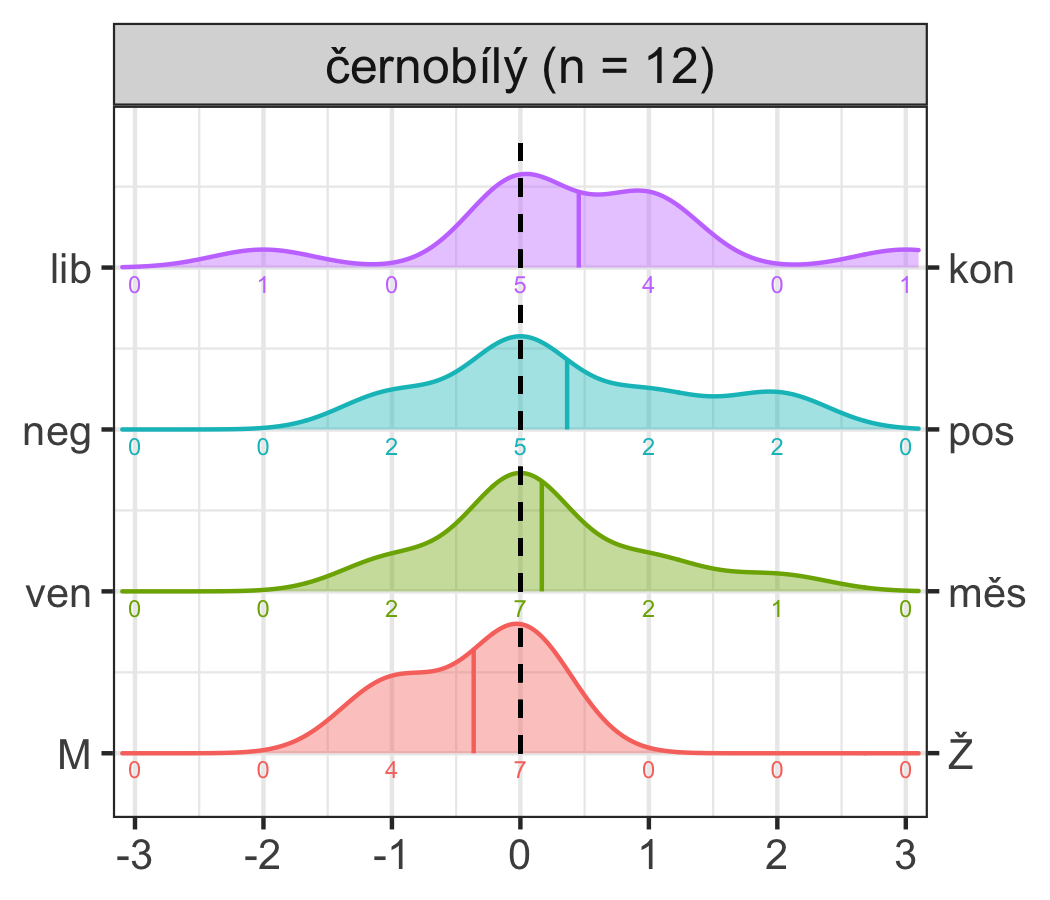 černobílý (n = 12)
lib kon
0 1 0 5 4 0 1
neg pos
0 0 2 5 2 2 0
ven měs
0 0 2 7 2 1 0
M Ž
0 0 4 7 0 0 0
-3 -2 -1 0 1 2 3